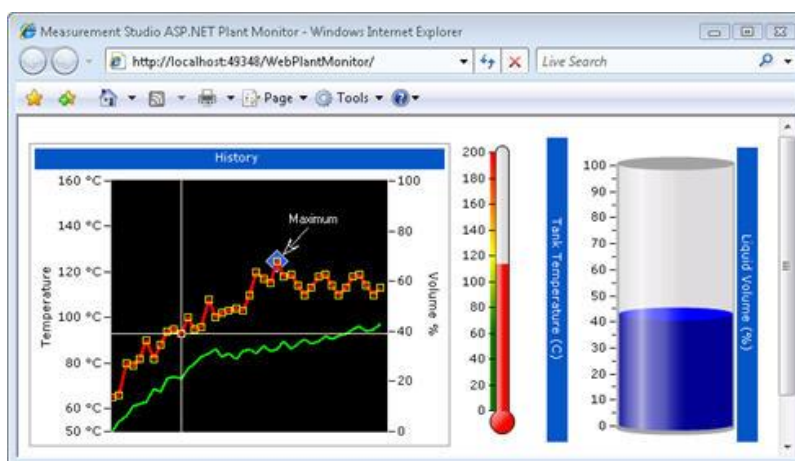 Measurement Studio ASP.NET Plant Monitor - Windows Internet Explorer
http://localhost:49348/WebPlantMonitor/
Live Search
Page
Tools
History
160 °C
140 °C
120 °C
100 °C
80 °C
60 °C
50 °C
Temperature
Maximum
100
80
60
40
20
0
Volume %
200
180
160
140
120
100
80
60
40
20
0
Tank Temperature (C)
100
90
80
70
60
50
40
30
20
10
0
Liquid Volume (%)